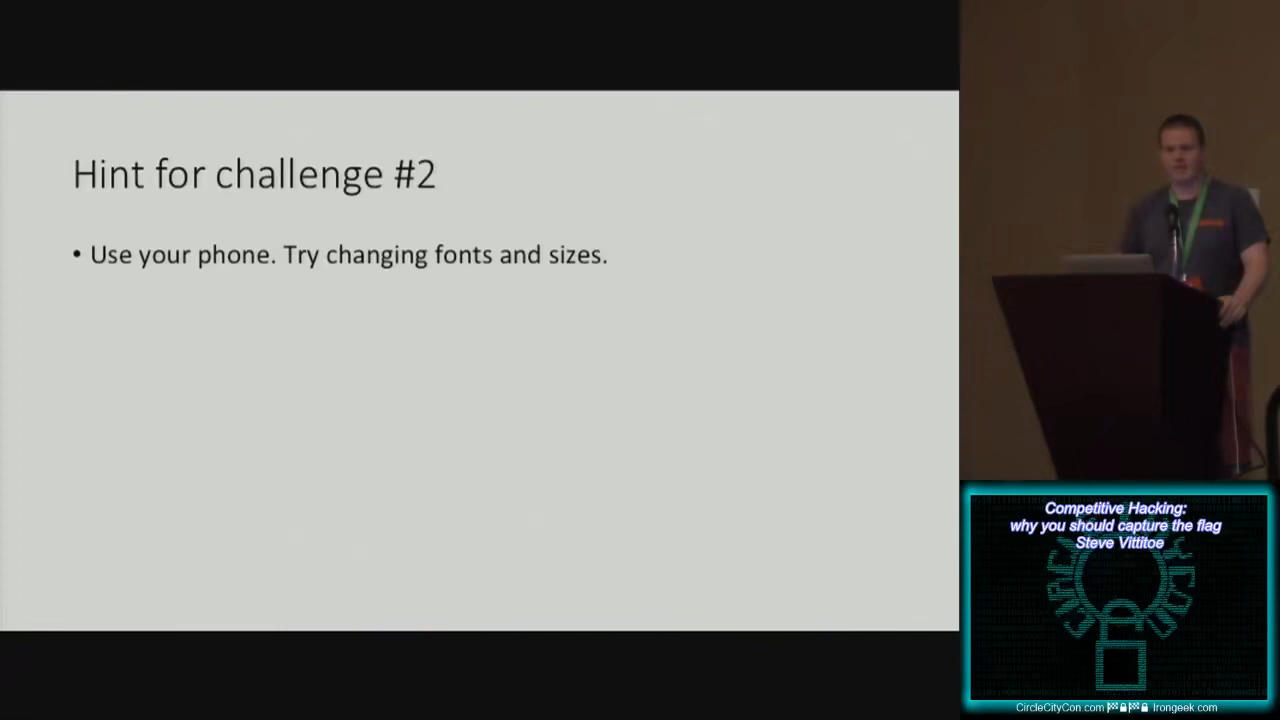 Hint for challenge #2
• Use your phone. Try changing fonts and sizes.
Competitive Hacking:
why you should capture the flag
Steve Vittitoe
CircleCityCon.com Irongeek.com